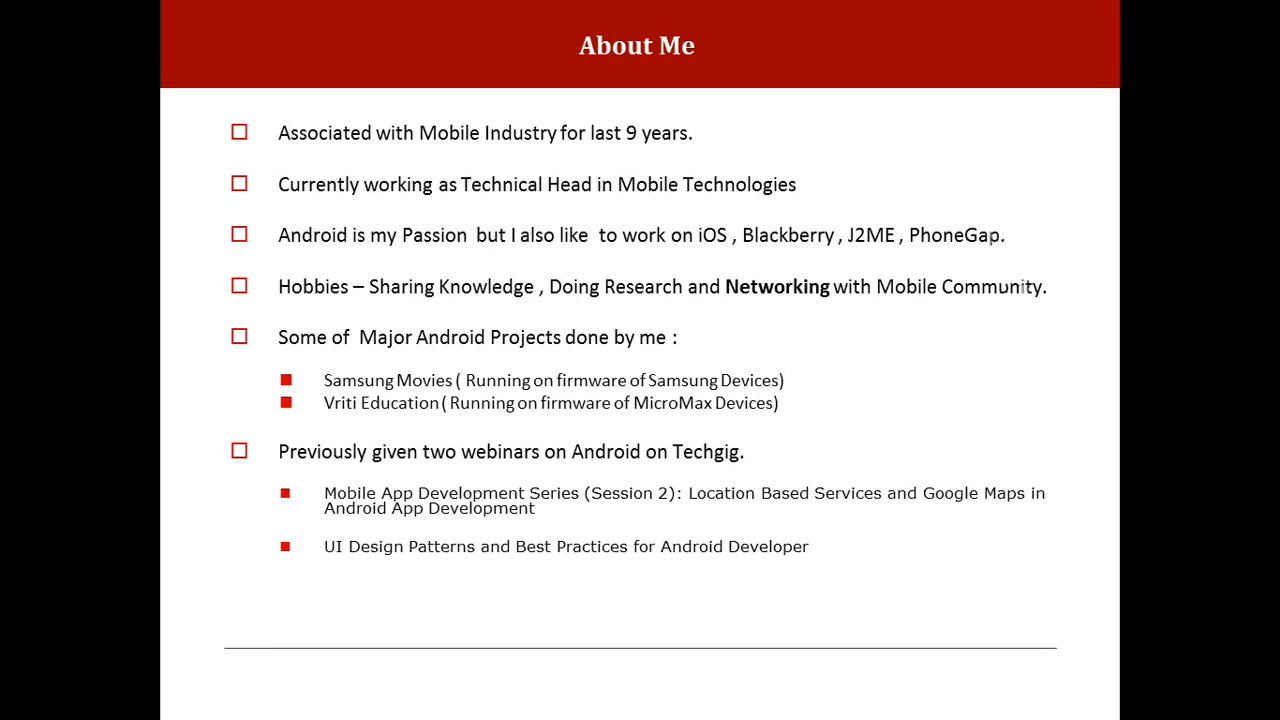 About Me
Associated with Mobile Industry for last 9 years.
Currently working as Technical Head in Mobile Technologies
Android is my Passion but I also like to work on iOS , Blackberry , J2ME , PhoneGap.
Hobbies – Sharing Knowledge , Doing Research and Networking with Mobile Community.
Some of Major Android Projects done by me :
Samsung Movies ( Running on firmware of Samsung Devices)
Vriti Education ( Running on firmware of MicroMax Devices)
Previously given two webinars on Android on Techgig.
Mobile App Development Series (Session 2): Location Based Services and Google Maps in
Android App Development
UI Design Patterns and Best Practices for Android Developer